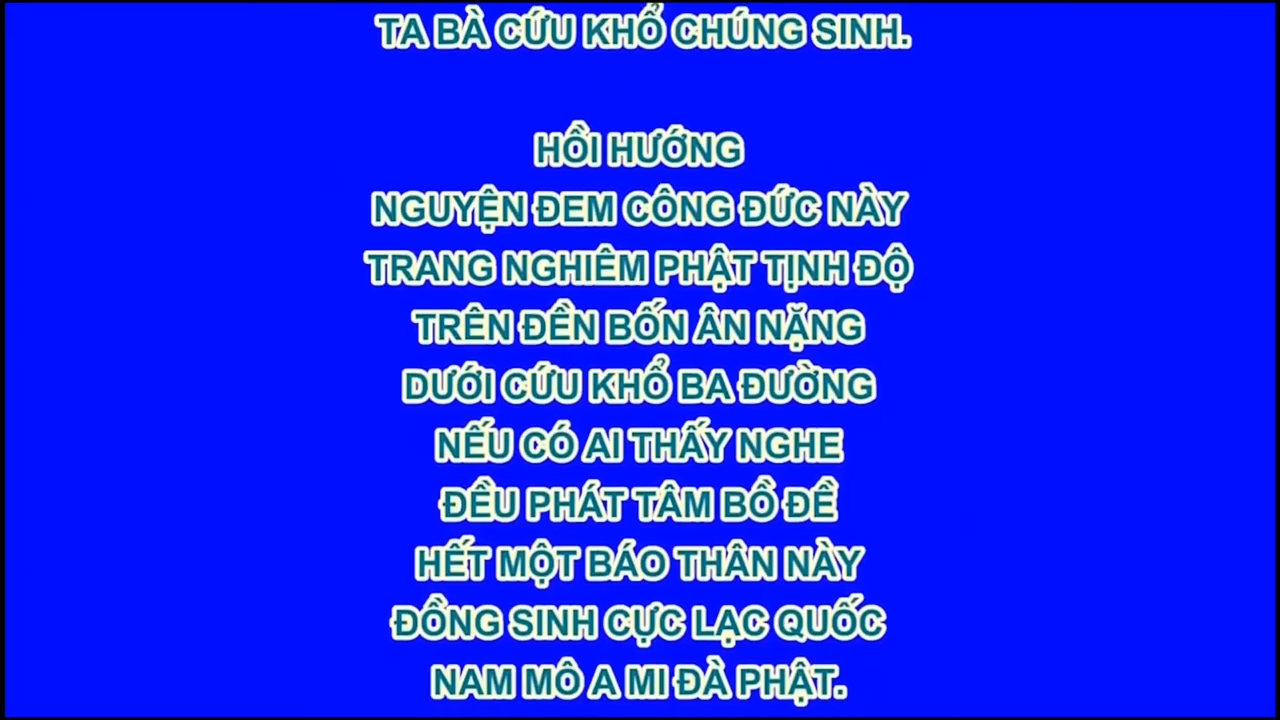 TA BÀ CỨU KHỔ CHÚNG SINH.
HỒI HƯỚNG
NGUYỆN ĐEM CÔNG ĐỨC NÀY
TRANG NGHIÊM PHẬT TỊNH ĐỘ
TRÊN ĐỀN BỐN ÂN NẶNG
DƯỚI CỨU KHỔ BA ĐƯỜNG
NẾU CÓ AI THẤY NGHE
ĐỀU PHÁT TÂM BỒ ĐỀ
HẾT MỘT BÁO THÂN NÀY
ĐỒNG SINH CỰC LẠC QUỐC
NAM MÔ A MI ĐÀ PHẬT.